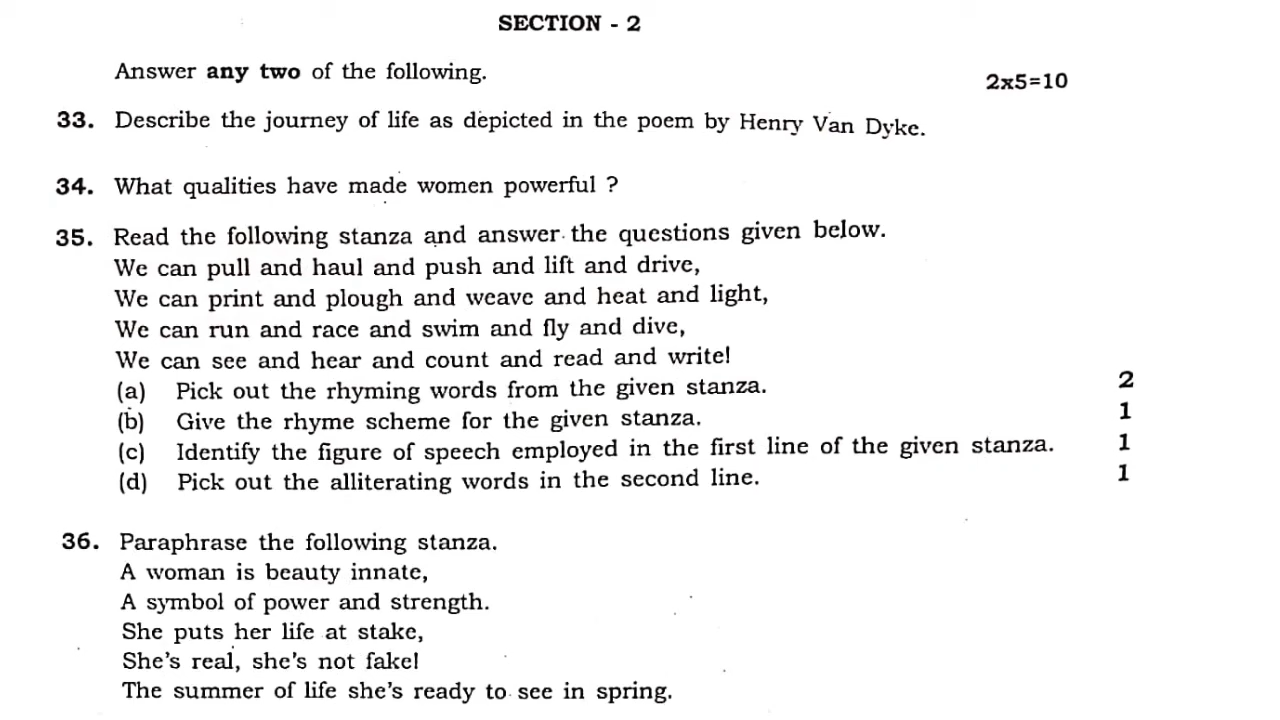 SECTION - 2
Answer any two of the following.
2x5=10
33. Describe the journey of life as depicted in the poem by Henry Van Dyke.
34. What qualities have made women powerful ?
35. Read the following stanza and answer the questions given below.
We can pull and haul and push and lift and drive,
We can print and plough and weave and heat and light,
We can run and race and swim and fly and dive,
We can see and hear and count and read and write!
(a) Pick out the rhyming words from the given stanza. 2
(b) Give the rhyme scheme for the given stanza. 1
(c) Identify the figure of speech employed in the first line of the given stanza. 1
(d) Pick out the alliterating words in the second line. 1
36. Paraphrase the following stanza.
A woman is beauty innate,
A symbol of power and strength.
She puts her life at stake,
She's real, she's not fake!
The summer of life she's ready to see in spring.